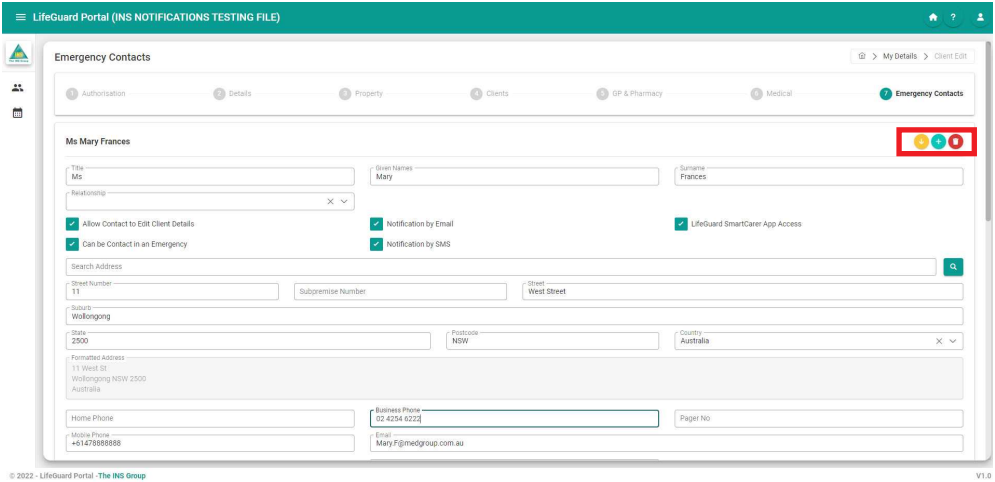 LifeGuard Portal (INS NOTIFICATIONS TESTING FILE)
?
INS
Emergency Contacts
My Details > Client Edit
1 Authorisation 2 Details 3 Property 4 Clients 5 GP & Pharmacy 6 Medical 7 Emergency Contacts
Ms Mary Frances
Title Given Names Surname
Ms Mary Frances
Relationship
Allow Contact to Edit Client Details Notification by Email LifeGuard SmartCarer App Access
Can be Contact in an Emergency Notification by SMS
Search Address
Street Number Street
11 Subpremise Number West Street
Suburb
Wollongong
State Postcode Country
2500 NSW Australia
Formatted Address
11 West St
Wollongong NSW 2500
Australia
Business Phone
Home Phone 02 4254 6222 Pager No
Mobile Phone Email
+61478888888 Mary.F@medgroup.com.au
© 2022 - LifeGuard Portal -The INS Group V1.0